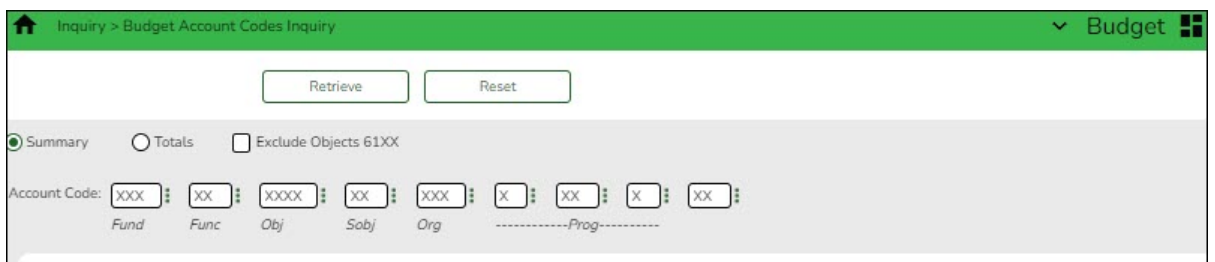 Inquiry > Budget Account Codes Inquiry Budget
Retrieve Reset
Summary Totals Exclude Objects 61XX
Account Code: XXX XX XXXX XX XXX X XX X XX
Fund Func Obj Sobj Org ------------Prog----------